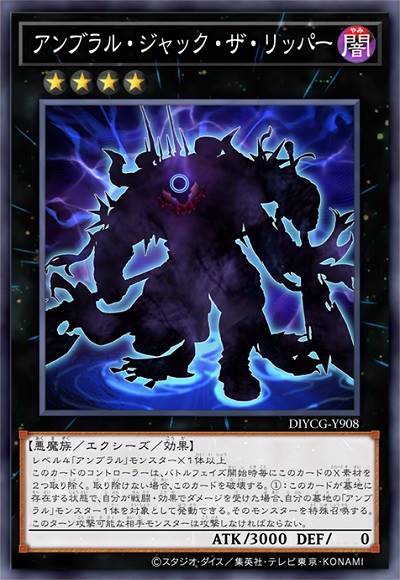 アンブラル・ジャック・ザ・リッパー
闇
やみ
DIYCG-Y908
【悪魔族／エクシーズ／効果】
レベル4「アンブラル」モンスター×1体以上
このカードのコントローラーは、バトルフェイズ開始時毎にこのカードのX素材を
2つ取り除く。取り除けない場合、このカードを破壊する。①：このカードが墓地に
存在する状態で、自分が戦闘・効果でダメージを受けた場合、自分の墓地の「アンブ
ラル」モンスター1体を対象として発動できる。そのモンスターを特殊召喚する。
このターン攻撃可能な相手モンスターは攻撃しなければならない。
ATK/3000 DEF/ 0
©スタジオ・ダイス／集英社・テレビ東京・KONAMI